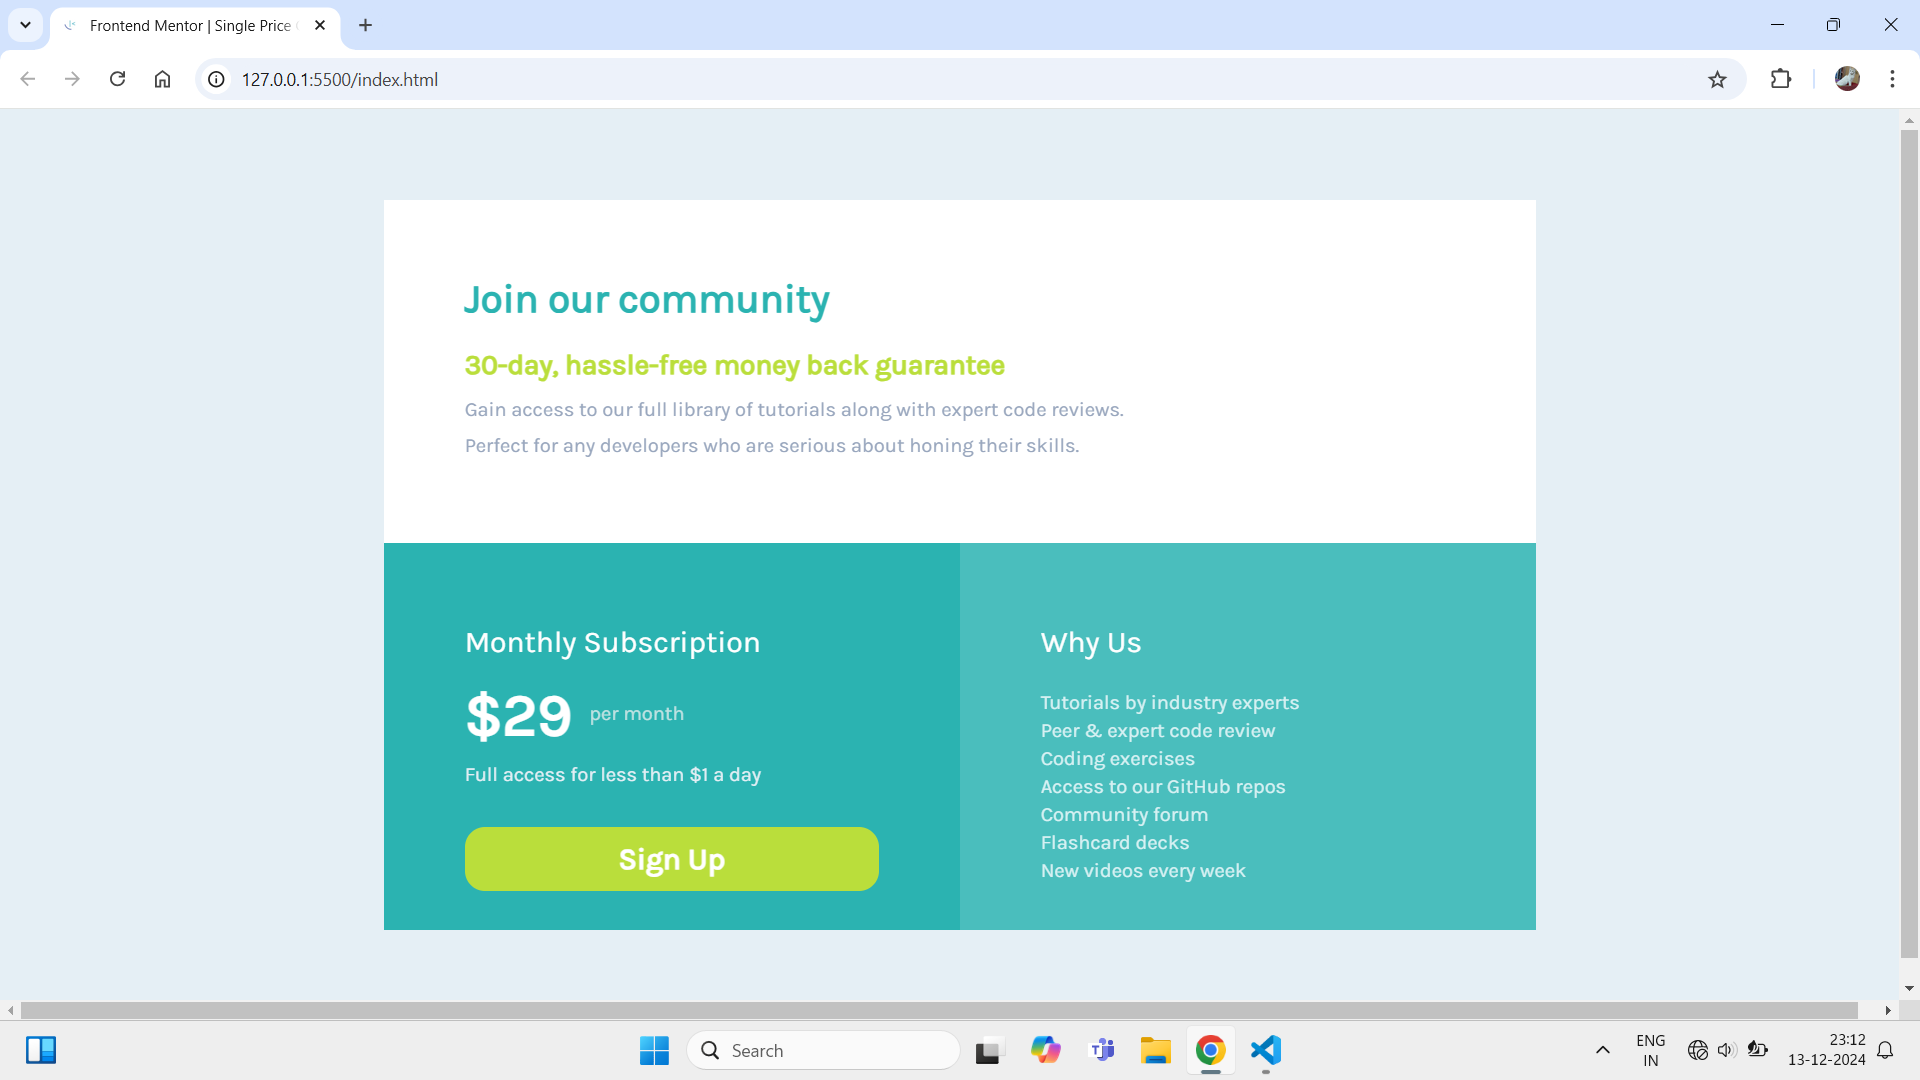 Frontend Mentor | Single Price
127.0.0.1:5500/index.html
Join our community
30-day, hassle-free money back guarantee
Gain access to our full library of tutorials along with expert code reviews.
Perfect for any developers who are serious about honing their skills.
Monthly Subscription
$29 per month
Full access for less than $1 a day
Sign Up
Why Us
Tutorials by industry experts
Peer & expert code review
Coding exercises
Access to our GitHub repos
Community forum
Flashcard decks
New videos every week
Search
ENG
IN
23:12
13-12-2024